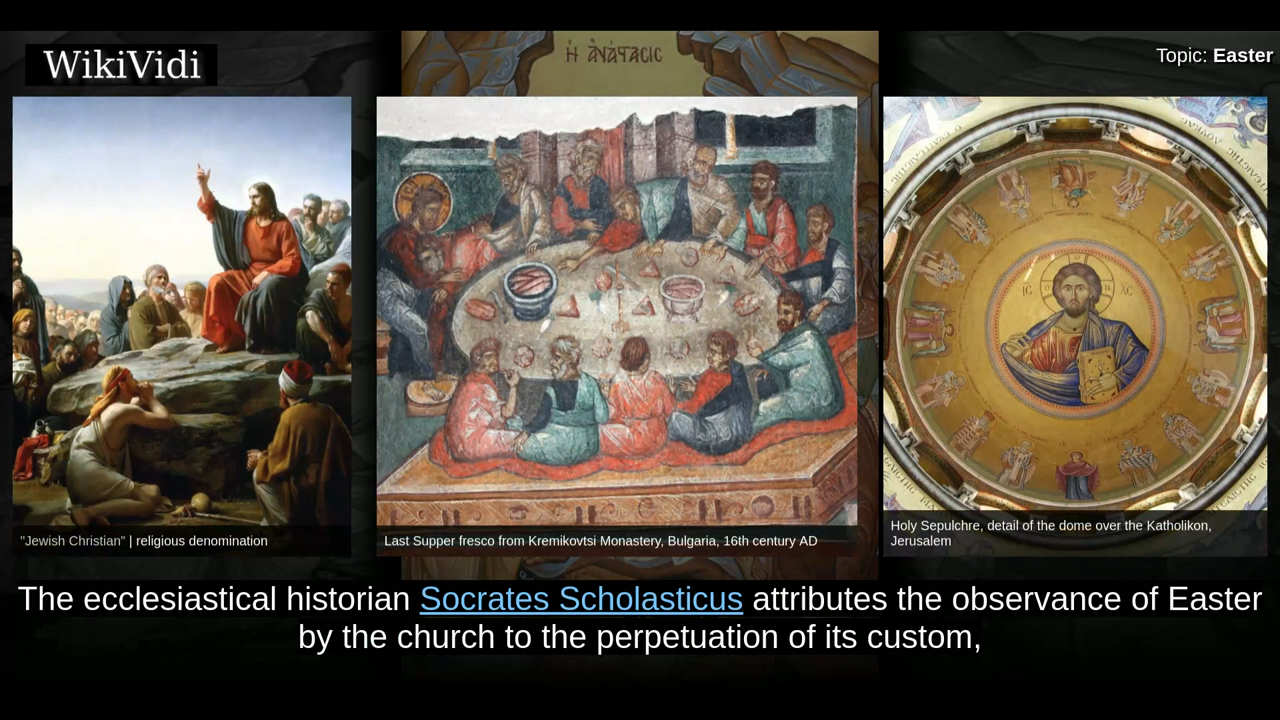 WikiVidi
Topic: Easter
Ἡ ἈΝΆϹΤΑϹΙϹ
IC XC
"Jewish Christian" | religious denomination
Last Supper fresco from Kremikovtsi Monastery, Bulgaria, 16th century AD
Holy Sepulchre, detail of the dome over the Katholikon,
Jerusalem
The ecclesiastical historian Socrates Scholasticus attributes the observance of Easter
by the church to the perpetuation of its custom,